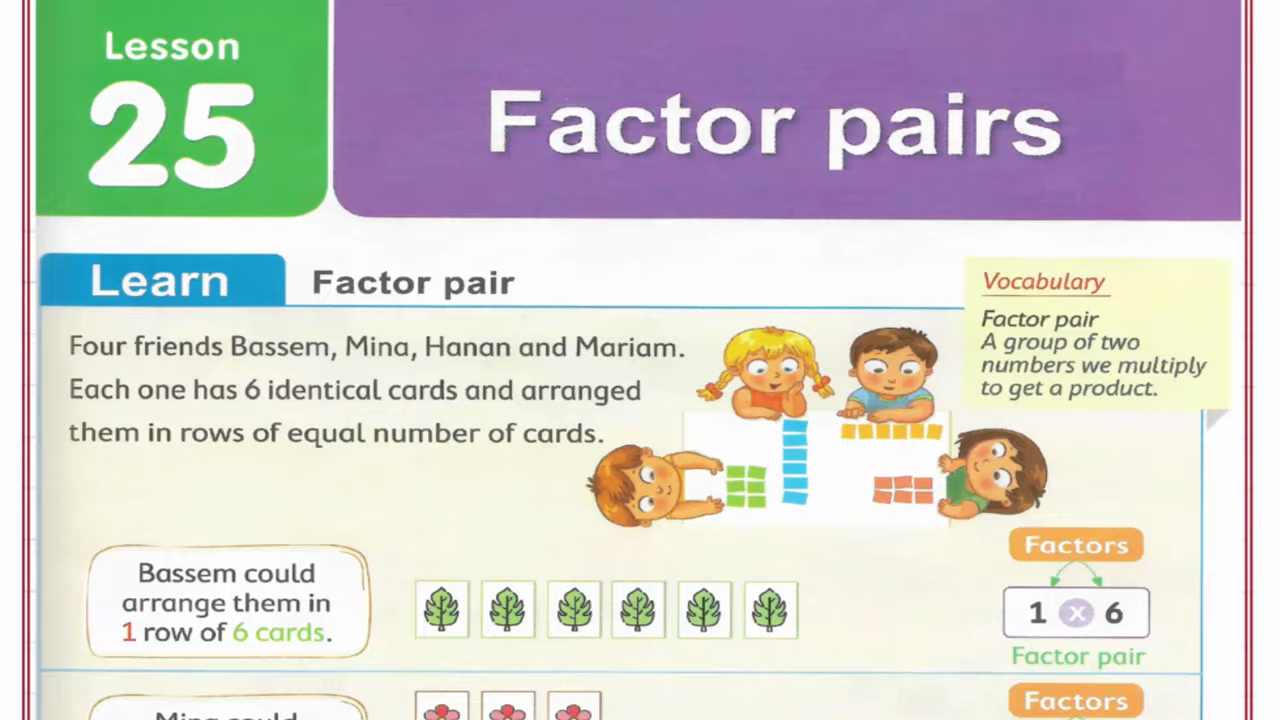 Lesson
25
Factor pairs
Learn
Factor pair
Vocabulary
Factor pair
A group of two
numbers we multiply
to get a product.
Four friends Bassem, Mina, Hanan and Mariam.
Each one has 6 identical cards and arranged
them in rows of equal number of cards.
Bassem could
arrange them in
1 row of 6 cards.
Factors
1 x 6
Factor pair
Mina could
Factors